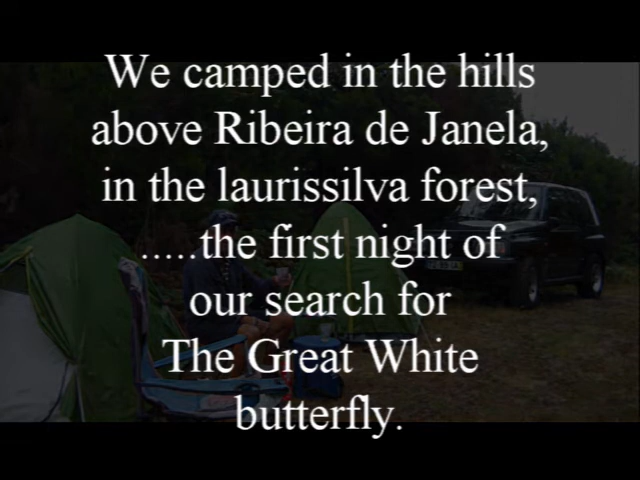 We camped in the hills
above Ribeira de Janela,
in the laurissilva forest,
.....the first night of
our search for
The Great White
butterfly.